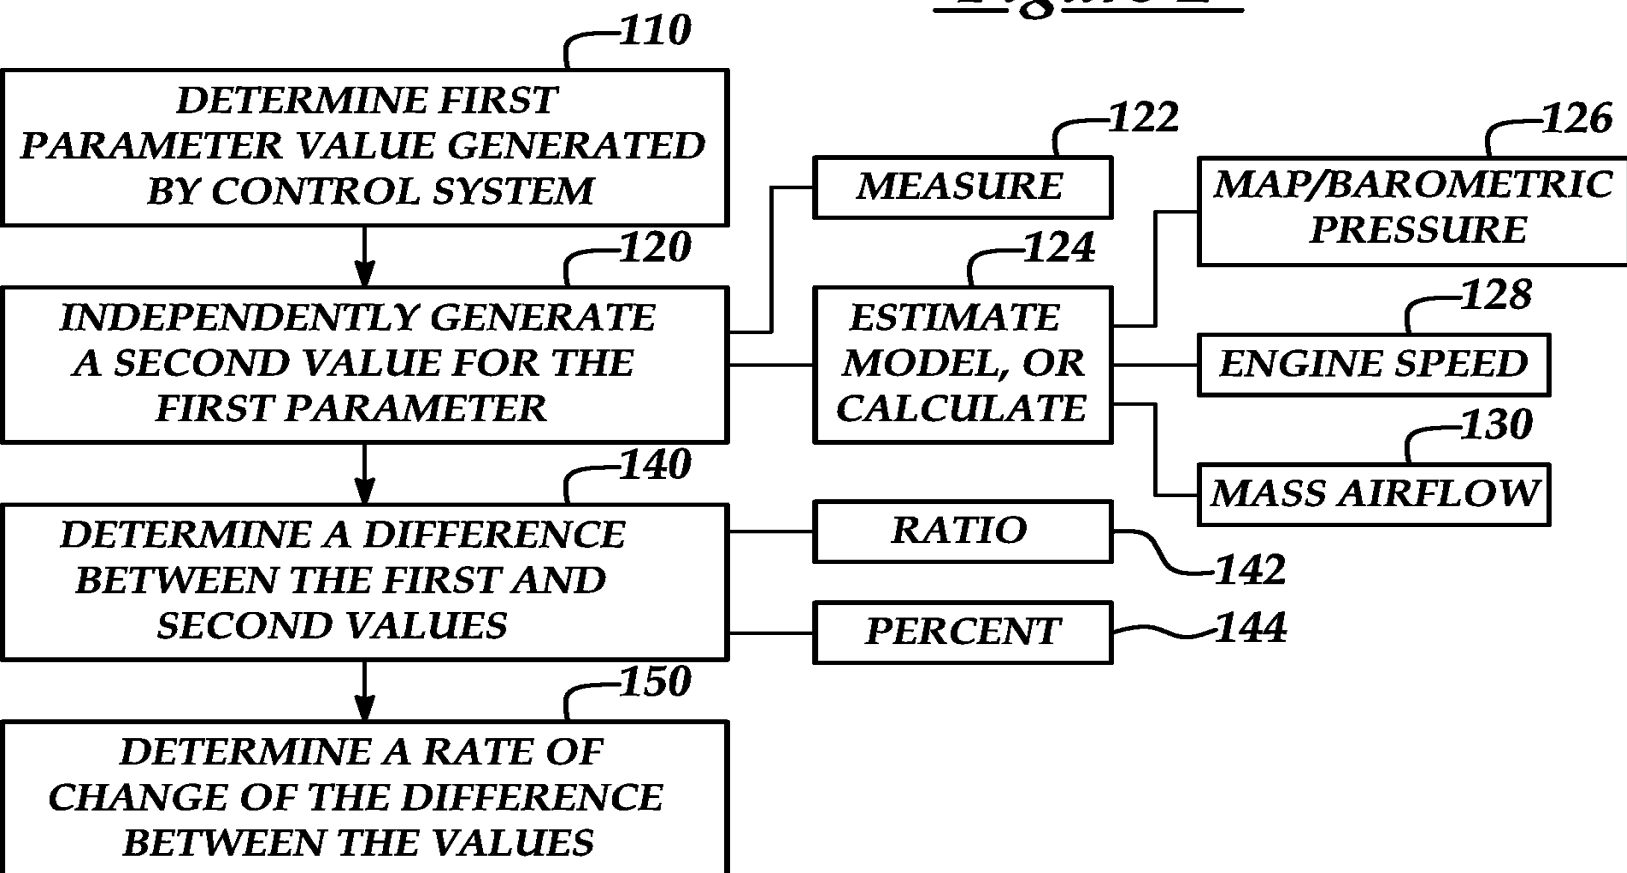 110
DETERMINE FIRST
PARAMETER VALUE GENERATED
BY CONTROL SYSTEM
120
INDEPENDENTLY GENERATE
A SECOND VALUE FOR THE
FIRST PARAMETER
122
MEASURE
124
ESTIMATE
MODEL, OR
CALCULATE
126
MAP/BAROMETRIC
PRESSURE
128
ENGINE SPEED
130
MASS AIRFLOW
140
DETERMINE A DIFFERENCE
BETWEEN THE FIRST AND
SECOND VALUES
RATIO
142
PERCENT
144
150
DETERMINE A RATE OF
CHANGE OF THE DIFFERENCE
BETWEEN THE VALUES